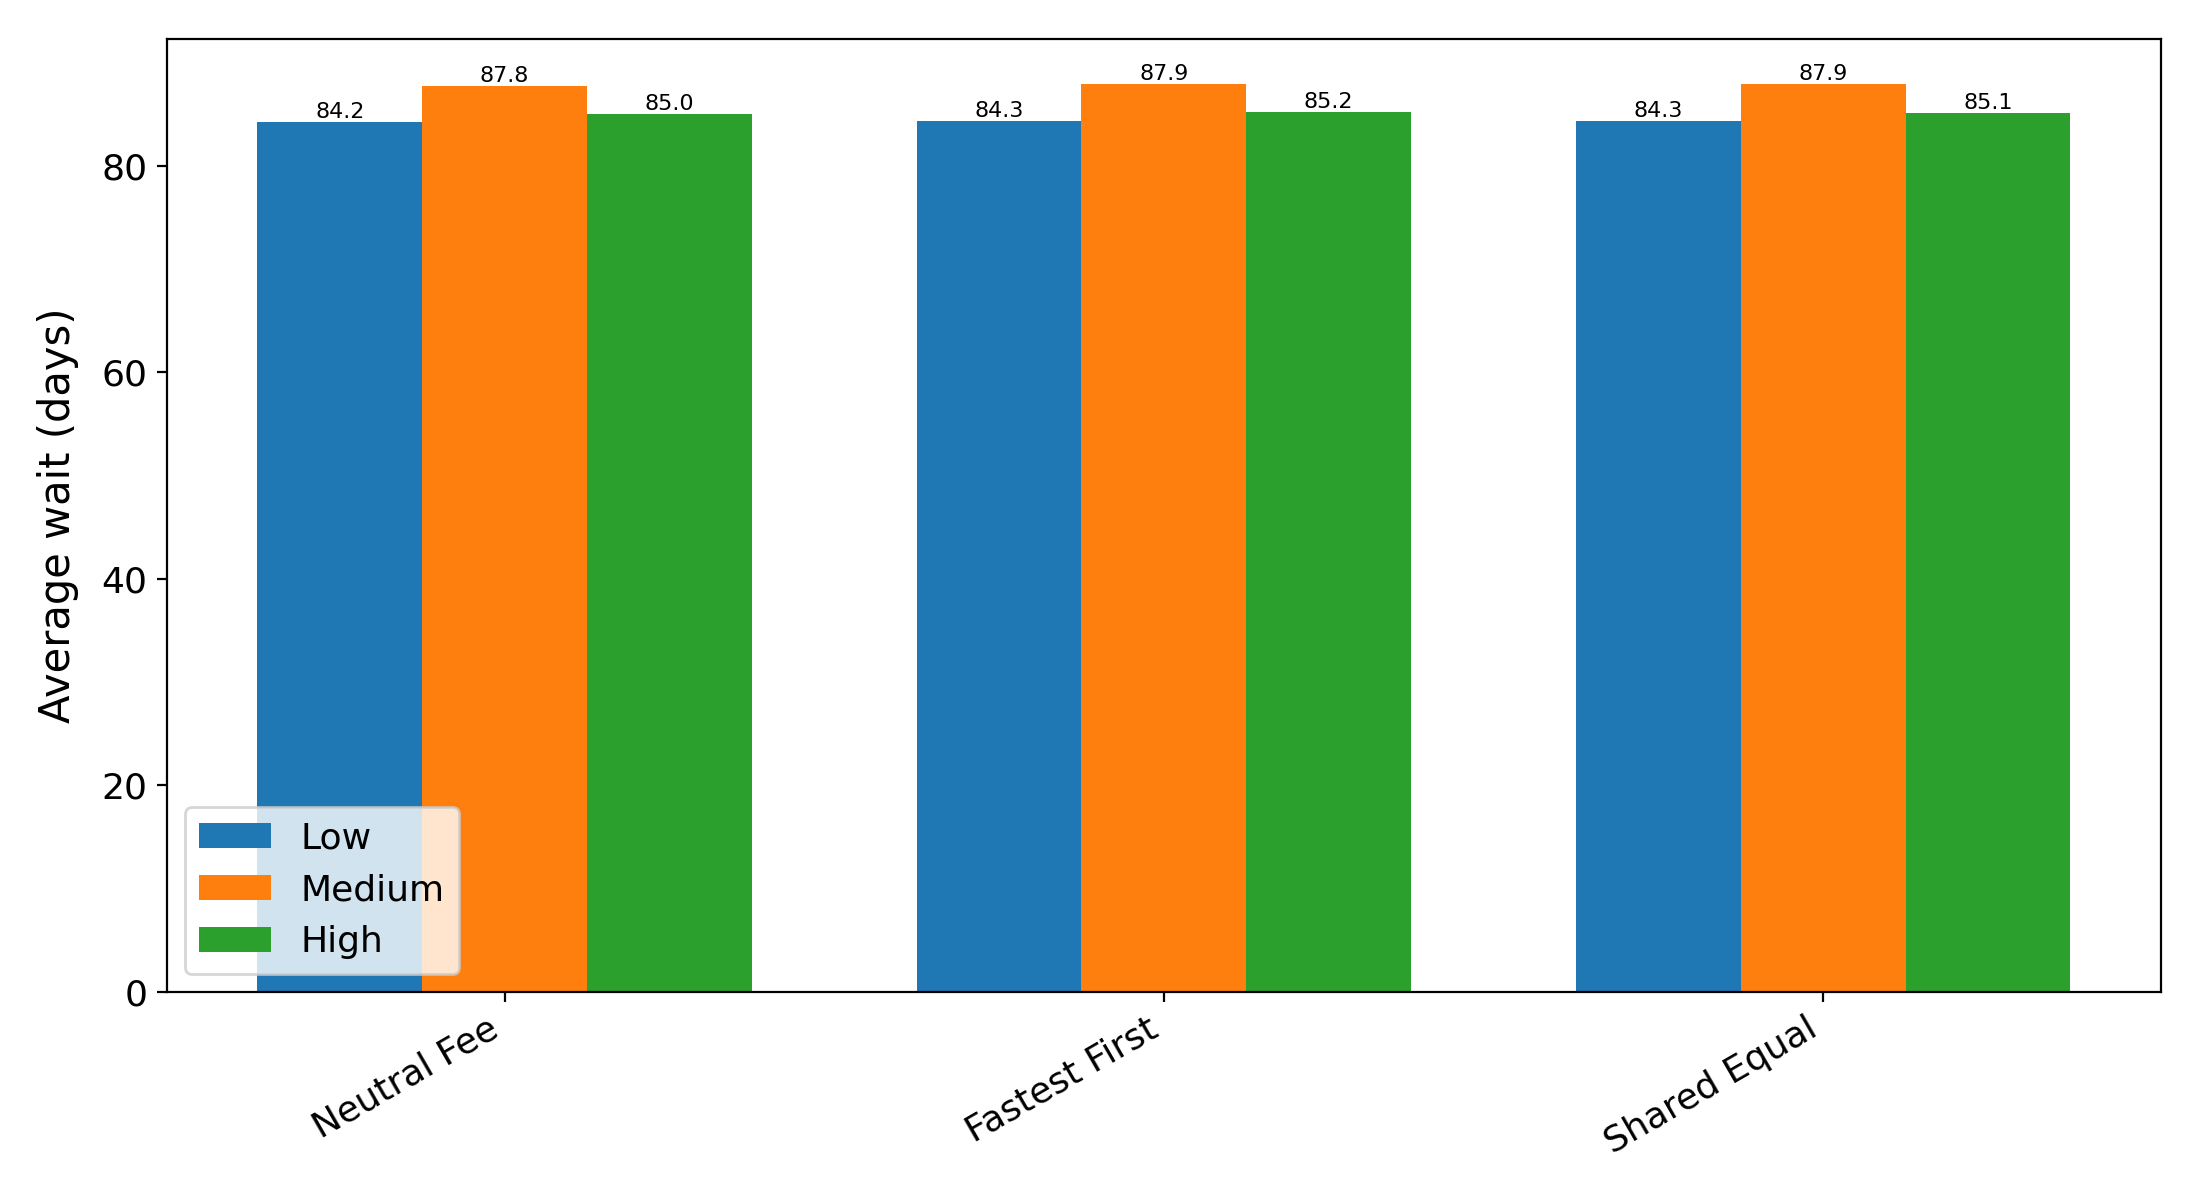 87.8
87.9
87.9
84.2
85.0
84.3
85.2
84.3
85.1
80
60
40
20
0
Average wait (days)
Low
Medium
High
Neutral Fee
Fastest First
Shared Equal